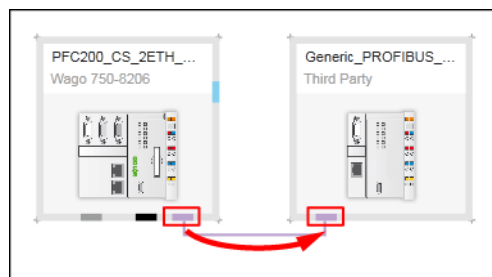 PFC200_CS_2ETH_...
Wago 750-8206
Generic_PROFIBUS_...
Third Party